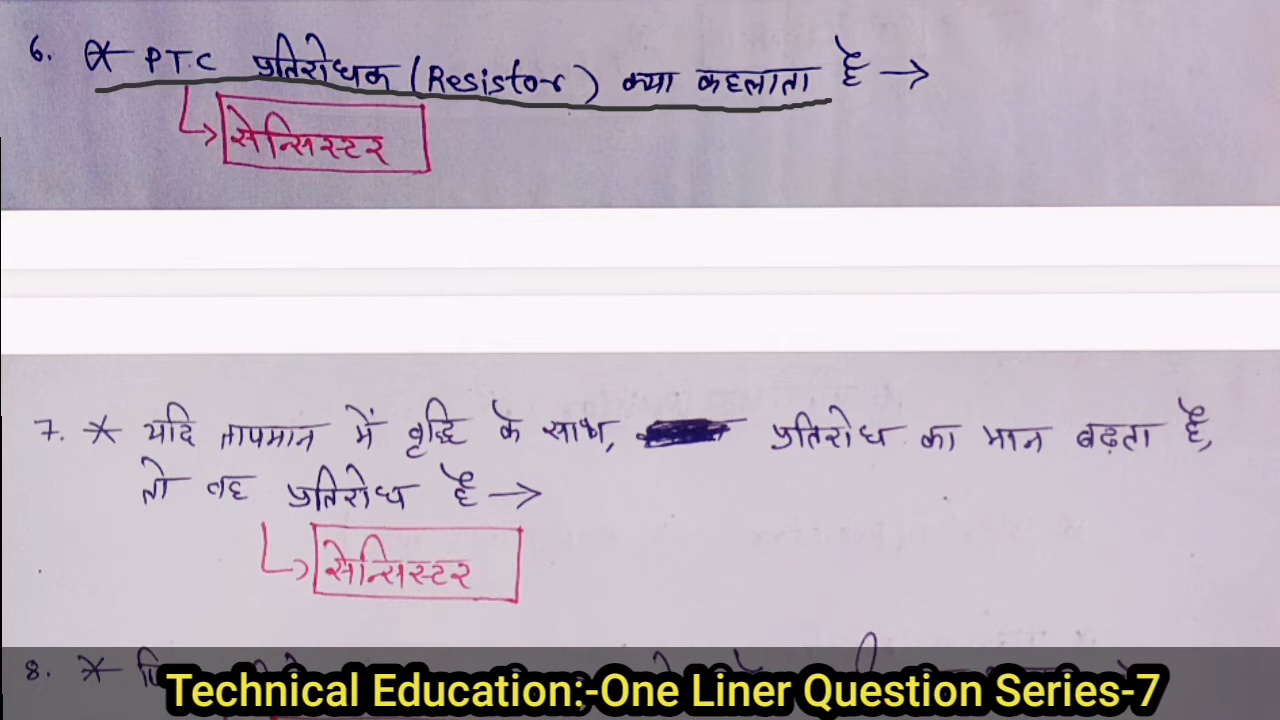 6. * P.T.C प्रतिरोधक (Resistor) क्या कहलाता है →
सेन्सिस्टर
7. * यदि तापमान में वृद्धि के साथ, प्रतिरोध का मान बढ़ता है,
तो वह प्रतिरोध है →
सेन्सिस्टर
8. *
Technical Education:-One Liner Question Series-7